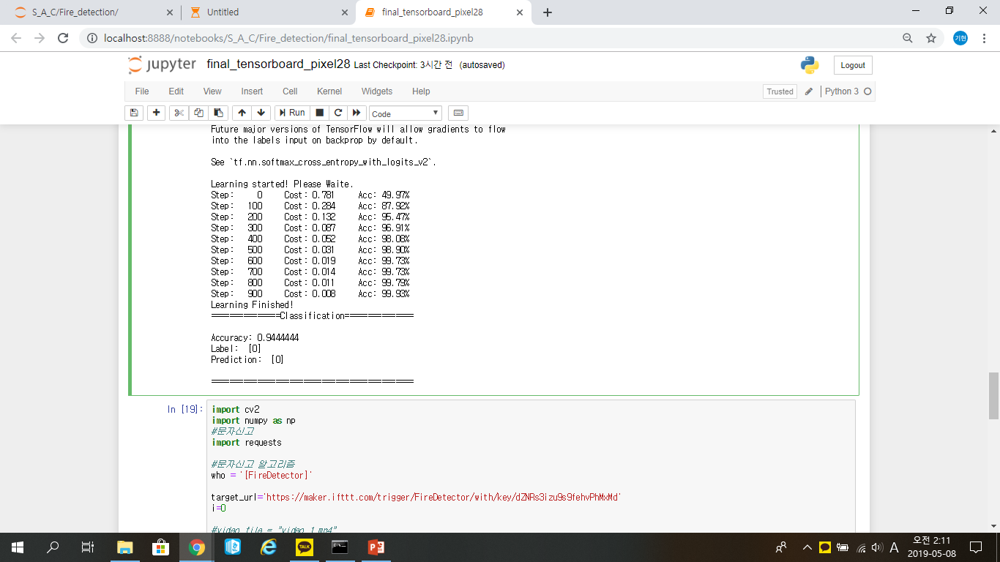 S_A_C/Fire_detection/
Untitled
final_tensorboard_pixel28
localhost:8888/notebooks/S_A_C/Fire_detection/final_tensorboard_pixel28.ipynb
기현
jupyter final_tensorboard_pixel28 Last Checkpoint: 3시간 전 (autosaved)
Logout
File Edit View Insert Cell Kernel Widgets Help
Trusted Python 3
Run Code
Future major versions of TensorFlow will allow gradients to flow
into the labels input on backprop by default.
See `tf.nn.softmax_cross_entropy_with_logits_v2`.
Learning started! Please Waite.
Step: 0 Cost: 0.781 Acc: 49.97%
Step: 100 Cost: 0.284 Acc: 87.92%
Step: 200 Cost: 0.132 Acc: 95.47%
Step: 300 Cost: 0.087 Acc: 96.91%
Step: 400 Cost: 0.052 Acc: 98.08%
Step: 500 Cost: 0.031 Acc: 98.90%
Step: 600 Cost: 0.019 Acc: 99.73%
Step: 700 Cost: 0.014 Acc: 99.73%
Step: 800 Cost: 0.011 Acc: 99.79%
Step: 900 Cost: 0.008 Acc: 99.93%
Learning Finished!
===============Classification===============
Accuracy: 0.9444444
Label: [0]
Prediction: [0]
============================================
In [19]:
import cv2
import numpy as np
#문자신고
import requests
#문자신고 알고리즘
who = '[FireDetector]'
target_url='https://maker.ifttt.com/trigger/FireDetector/with/key/dZNRs3izu9s9fehvPhMxMd'
i=0
#video_file = "video_1.mp4"
TALK
A
오전 2:11
2019-05-08